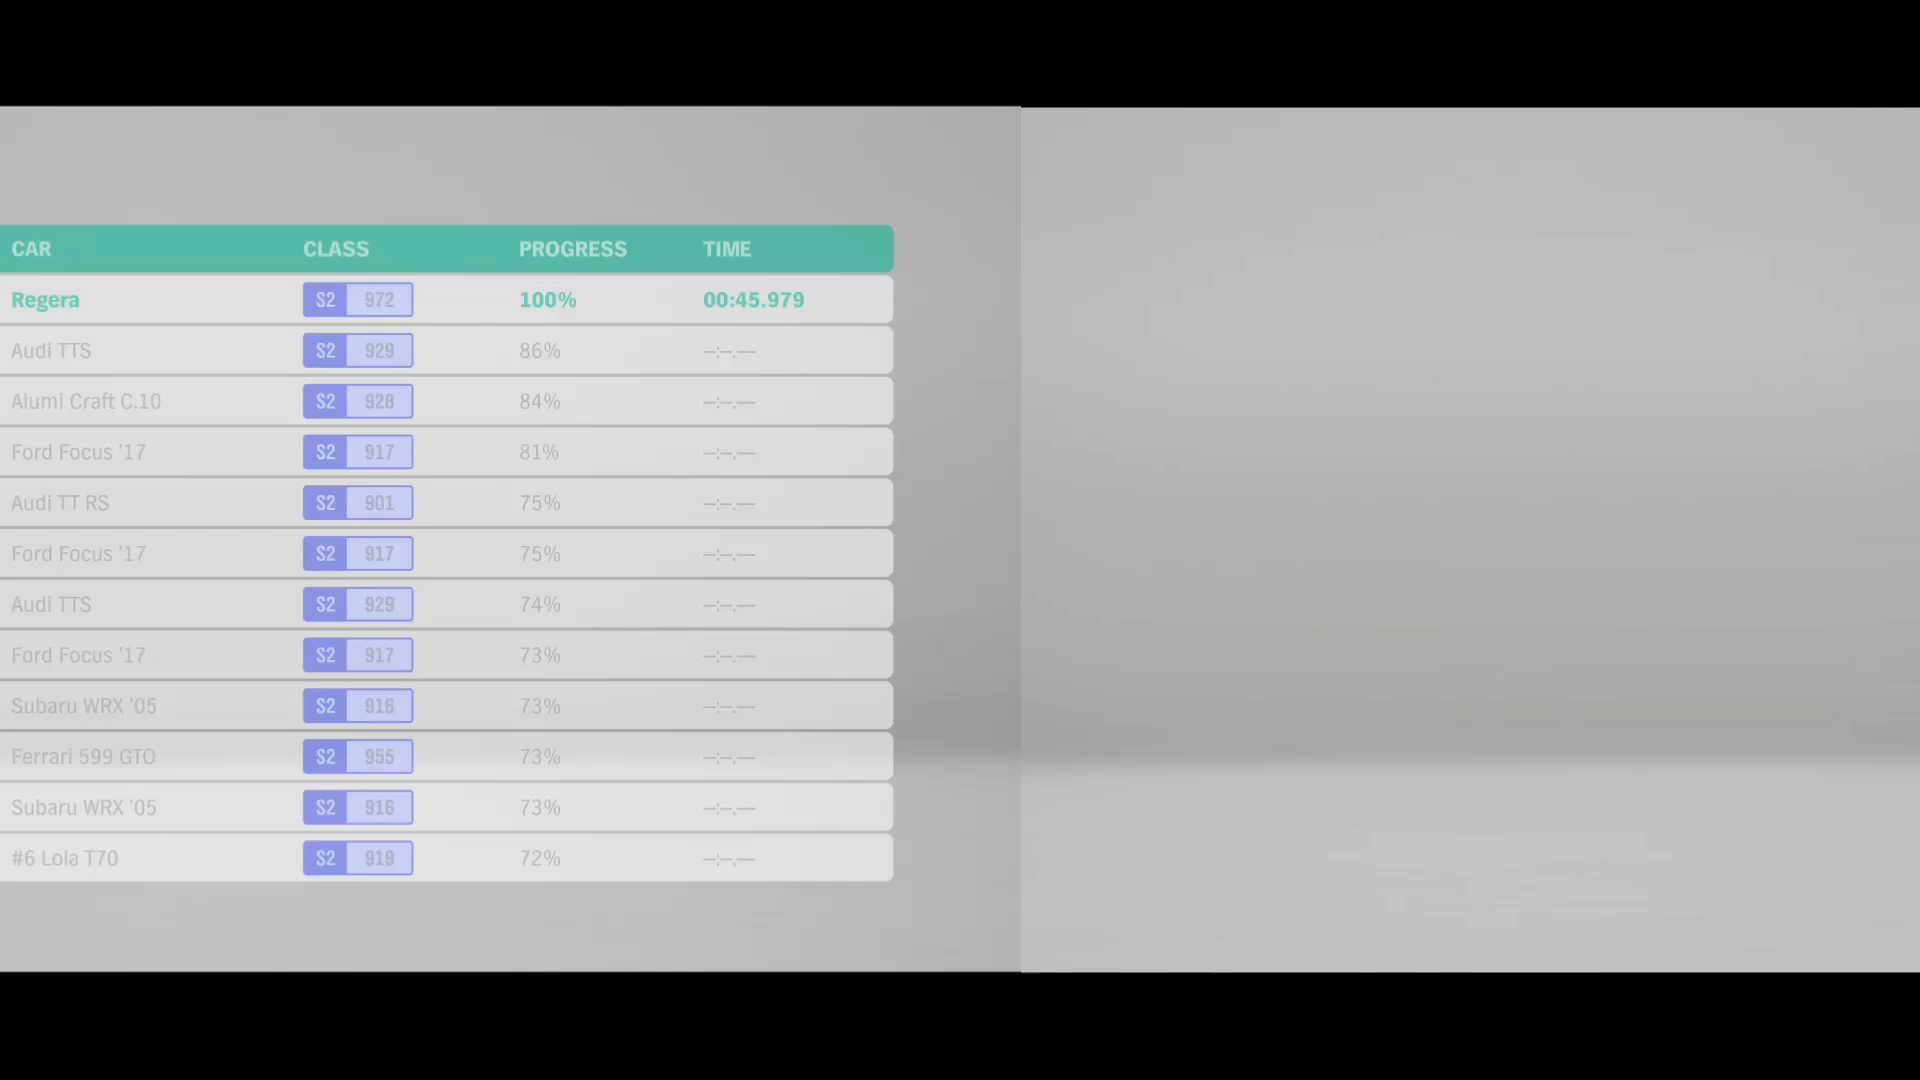 CAR CLASS PROGRESS TIME
Regera S2 972 100% 00:45.979
Audi TTS S2 929 86% --:--.---
Alumi Craft C.10 S2 928 84% --:--.---
Ford Focus '17 S2 917 81% --:--.---
Audi TT RS S2 901 75% --:--.---
Ford Focus '17 S2 917 75% --:--.---
Audi TTS S2 929 74% --:--.---
Ford Focus '17 S2 917 73% --:--.---
Subaru WRX '05 S2 916 73% --:--.---
Ferrari 599 GTO S2 955 73% --:--.---
Subaru WRX '05 S2 916 73% --:--.---
#6 Lola T70 S2 919 72% --:--.---